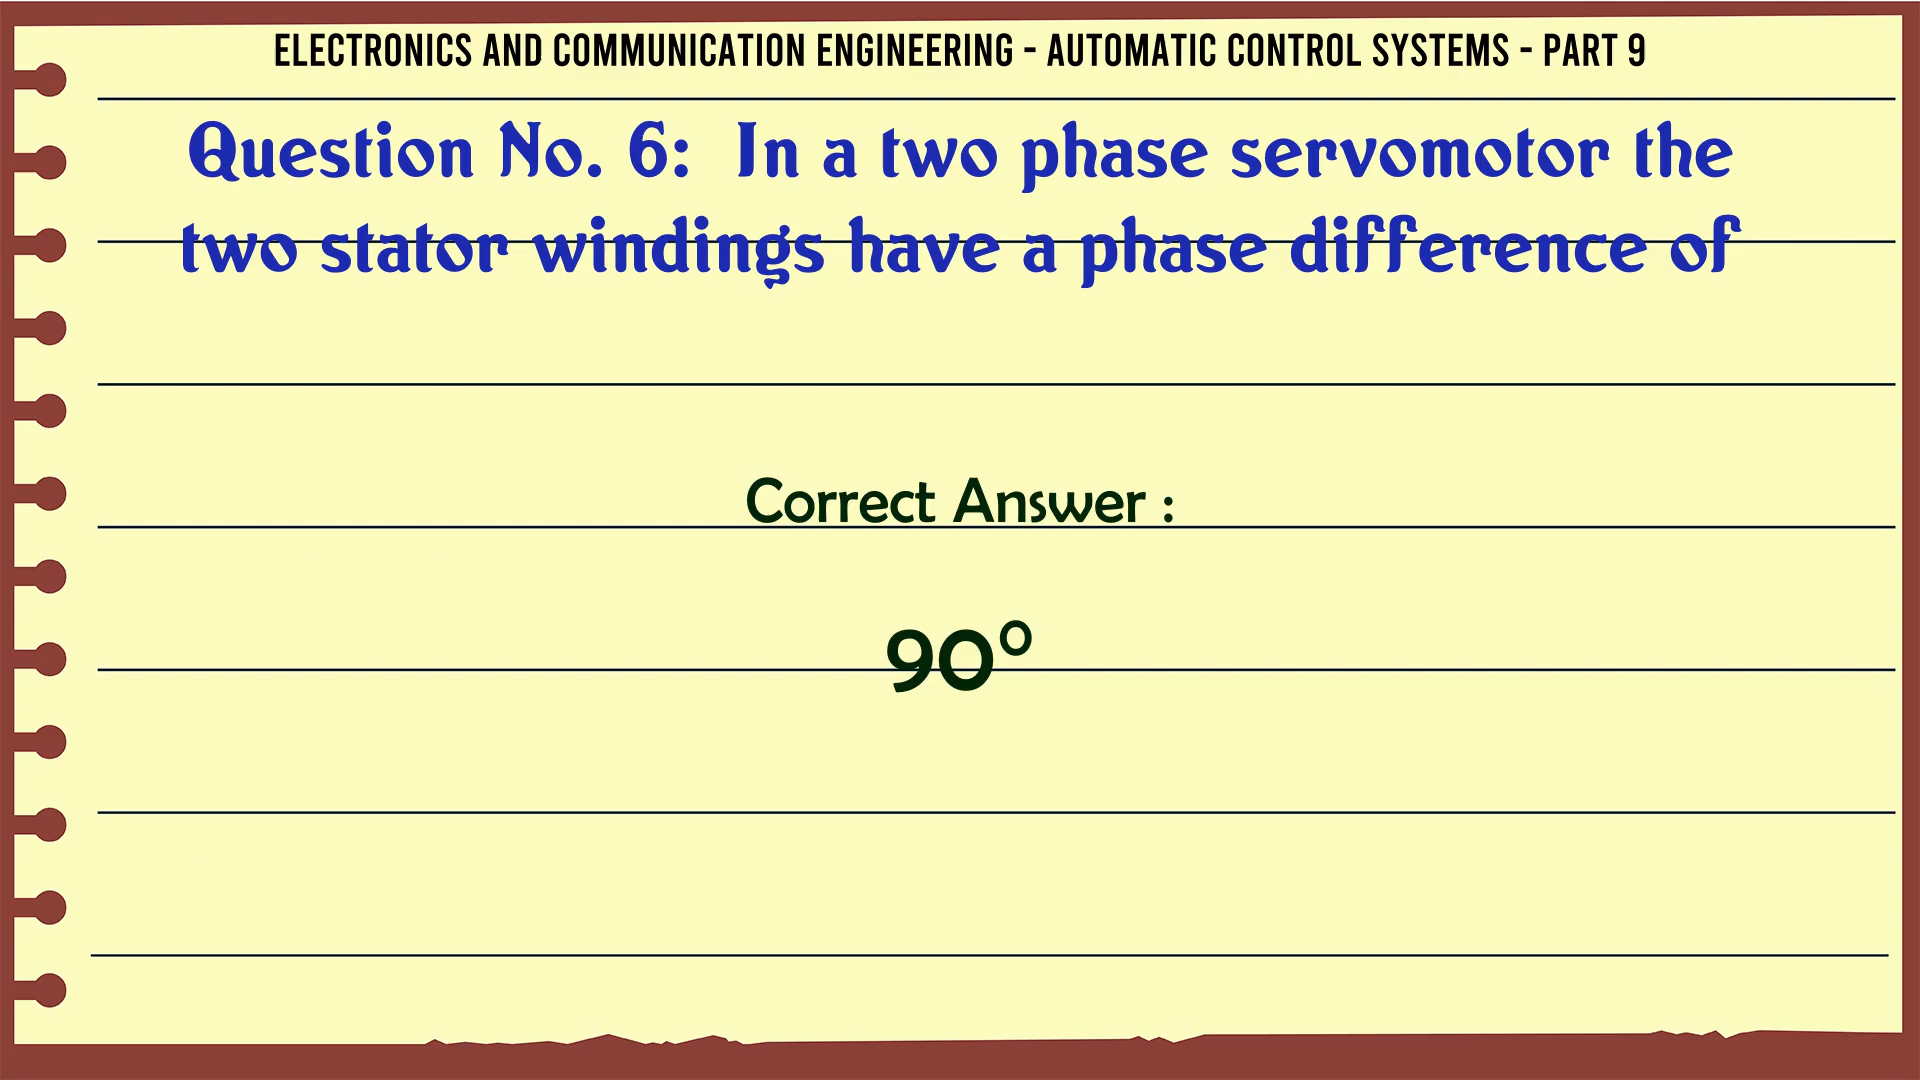 ELECTRONICS AND COMMUNICATION ENGINEERING - AUTOMATIC CONTROL SYSTEMS - PART 9
Question No. 6: In a two phase servomotor the
two stator windings have a phase difference of
Correct Answer :
90°